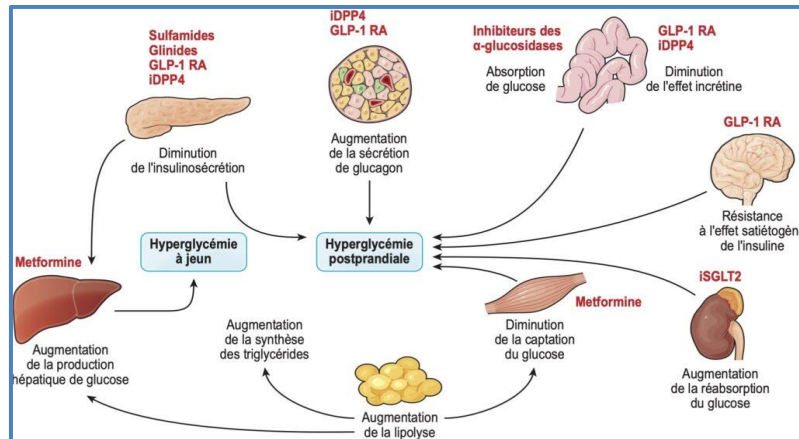 Sulfamides
Glinides
GLP-1 RA
iDPP4
Diminution
de l'insulinosécrétion
iDPP4
GLP-1 RA
Augmentation
de la sécrétion
de glucagon
Inhibiteurs des
α-glucosidases
Absorption
de glucose
GLP-1 RA
iDPP4
Diminution
de l'effet incrétine
GLP-1 RA
Résistance
à l'effet satiétogèn
de l'insuline
Hyperglycémie
à jeun
Hyperglycémie
postprandiale
Metformine
Augmentation
de la production
hépatique de glucose
Augmentation
de la synthèse
des triglycérides
Augmentation
de la lipolyse
Metformine
Diminution
de la captation
du glucose
iSGLT2
Augmentation
de la réabsorption
du glucose